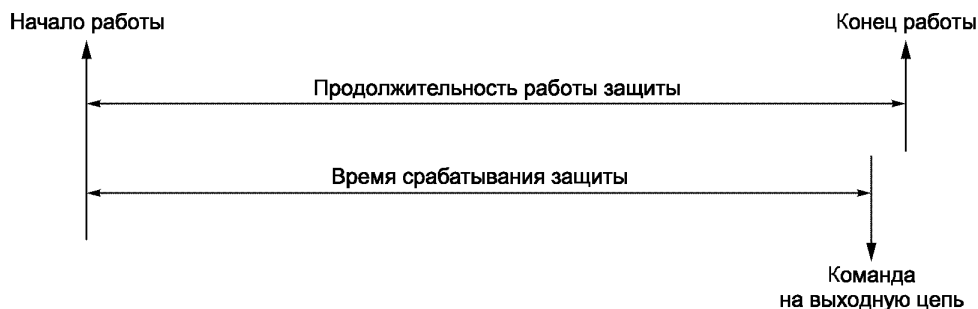 Начало работы
Конец работы
Продолжительность работы защиты
Время срабатывания защиты
Команда
на выходную цепь